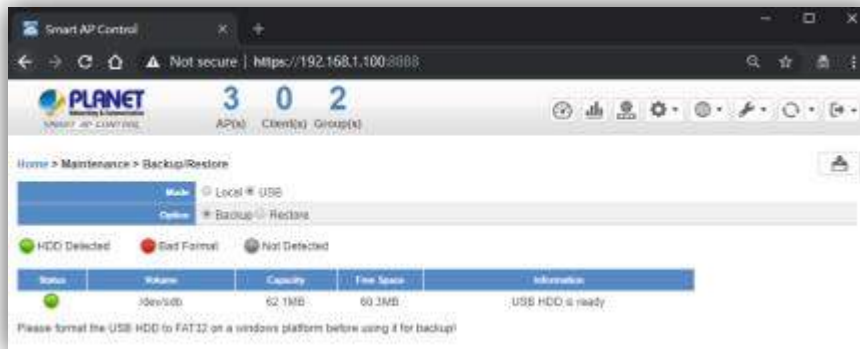 Smart AP Control
Not secure | https://192.168.1.100:8888
PLANET
Networking & Communication
SMART AP CONTROL
3 0 2
AP(s) Client(s) Group(s)
Home > Maintenance > Backup/Restore
Mode Local USB
Option Backup Restore
HDD Detected Bad Format Not Detected
Status Volume Capacity Free Space Information
/dev/sdb 62.1MB 60.3MB USB HDD is ready
Please format the USB HDD to FAT32 on a windows platform before using it for backup!